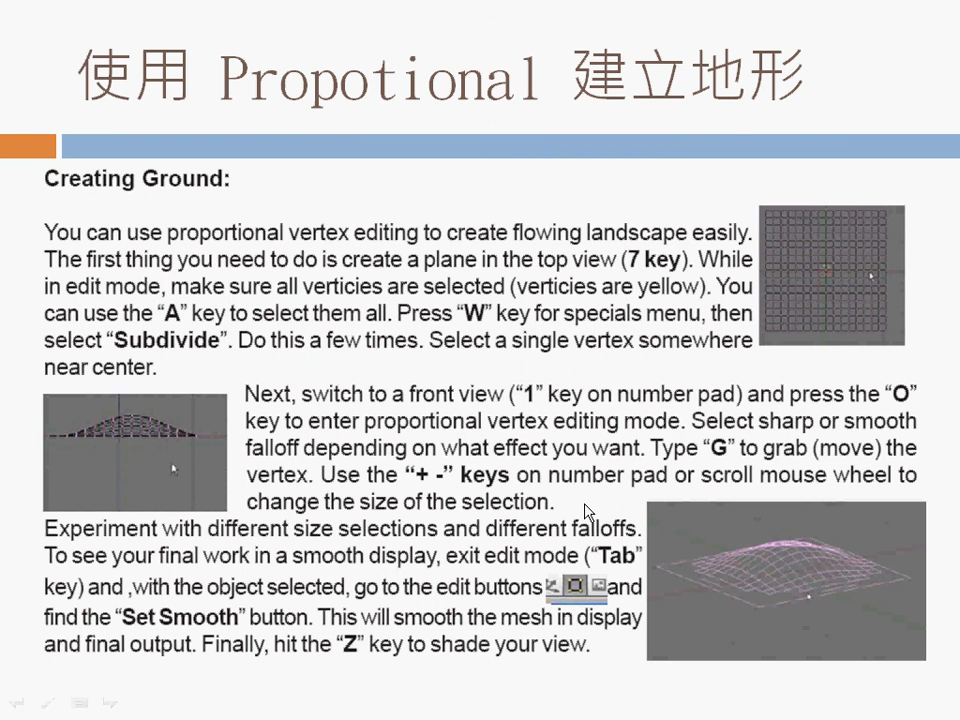 使用 Propotional 建立地形
Creating Ground:
You can use proportional vertex editing to create flowing landscape easily.
The first thing you need to do is create a plane in the top view (7 key). While
in edit mode, make sure all verticies are selected (verticies are yellow). You
can use the “A” key to select them all. Press “W” key for specials menu, then
select “Subdivide”. Do this a few times. Select a single vertex somewhere
near center.
Next, switch to a front view (“1” key on number pad) and press the “O”
key to enter proportional vertex editing mode. Select sharp or smooth
falloff depending on what effect you want. Type “G” to grab (move) the
vertex. Use the “+ -” keys on number pad or scroll mouse wheel to
change the size of the selection.
Experiment with different size selections and different falloffs.
To see your final work in a smooth display, exit edit mode (“Tab”
key) and ,with the object selected, go to the edit buttons and
find the “Set Smooth” button. This will smooth the mesh in display
and final output. Finally, hit the “Z” key to shade your view.